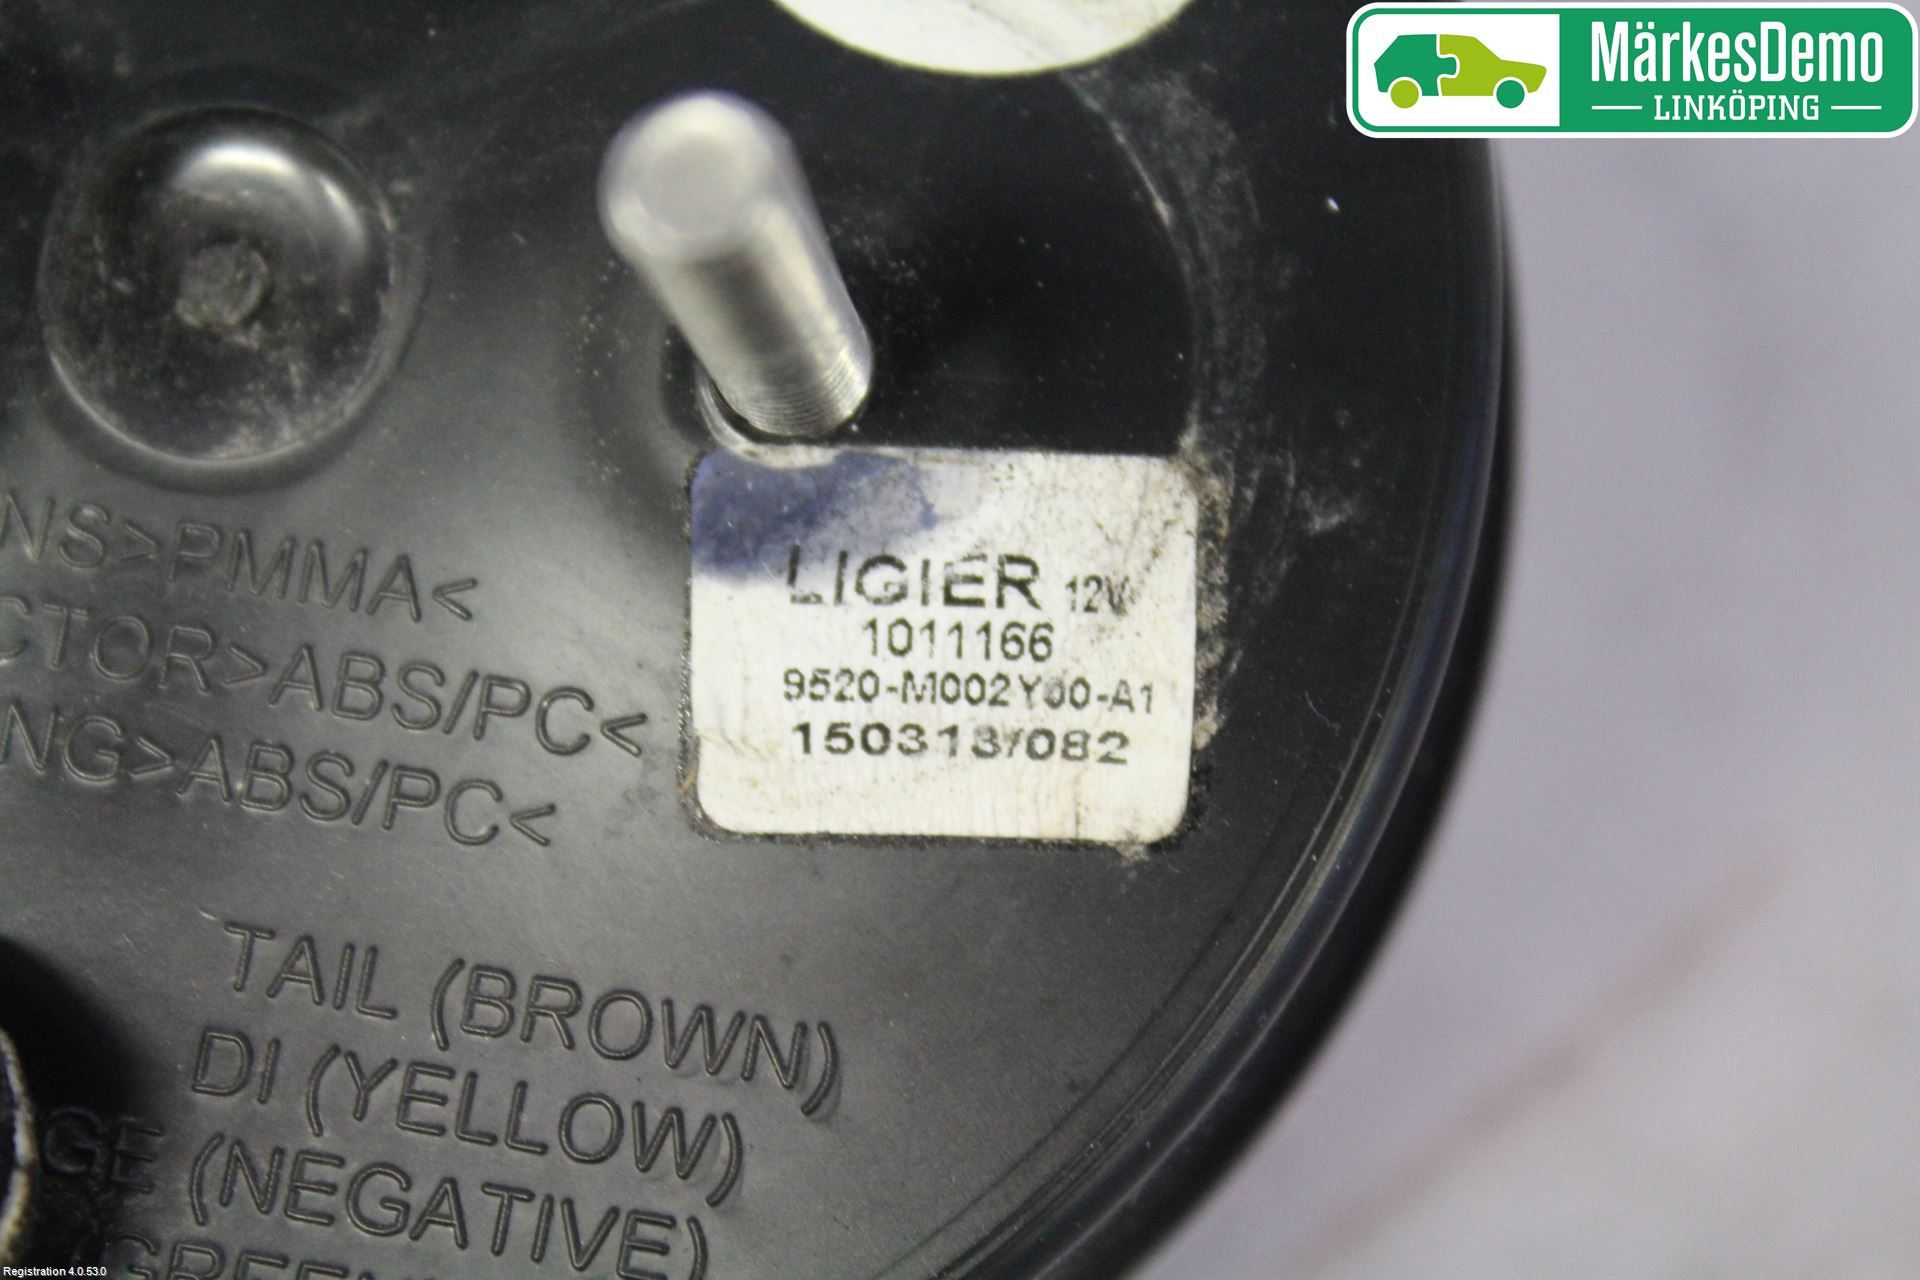 MärkesDemo
LINKÖPING
NS>PMMA<
CTOR>ABS/PC<
NG>ABS/PC<
LIGIER 12V
1011166
9520-M002Y00-A1
150313/082
TAIL (BROWN)
DI (YELLOW)
GE (NEGATIVE)
Registration 4.0.53.0